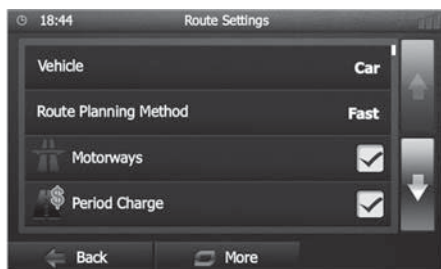 18:44 Route Settings
Vehicle Car
Route Planning Method Fast
Motorways
$ Period Charge
Back More